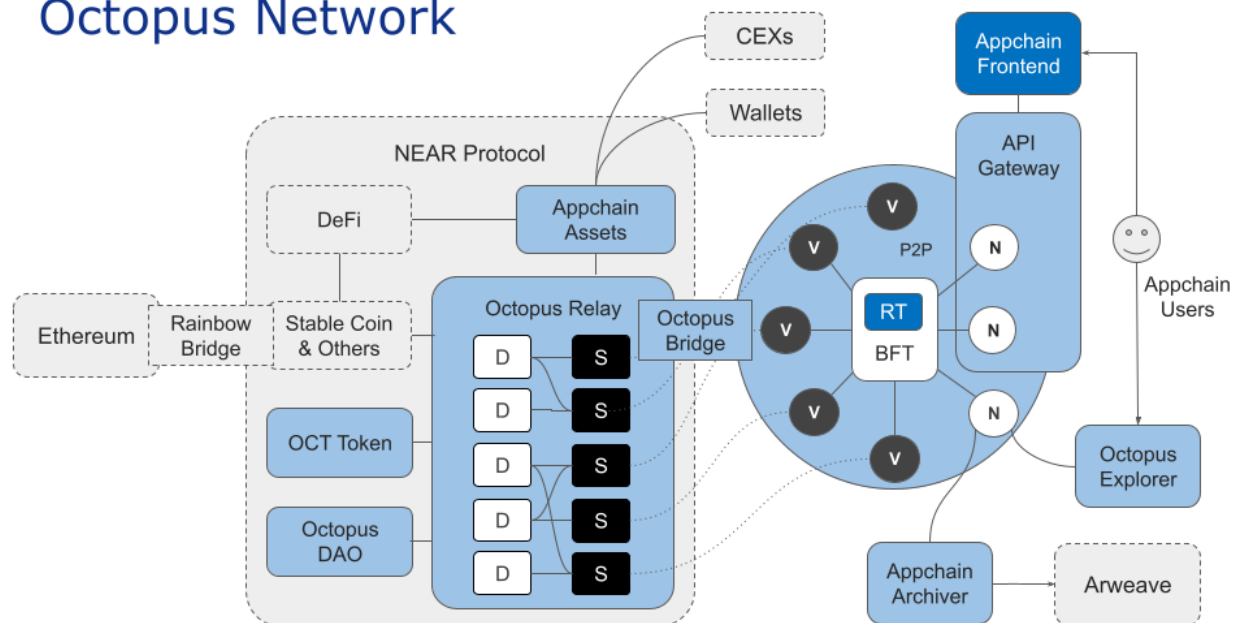 Octopus Network
CEXs
Wallets
Appchain
Frontend
API
Gateway
NEAR Protocol
DeFi
Appchain
Assets
Ethereum
Rainbow
Bridge
Stable Coin
& Others
Octopus Relay
D
S
D
S
D
S
D
S
D
S
OCT Token
Octopus
DAO
Octopus
Bridge
V
V
V
V
V
P2P
RT
BFT
N
N
N
Appchain
Users
Octopus
Explorer
Appchain
Archiver
Arweave